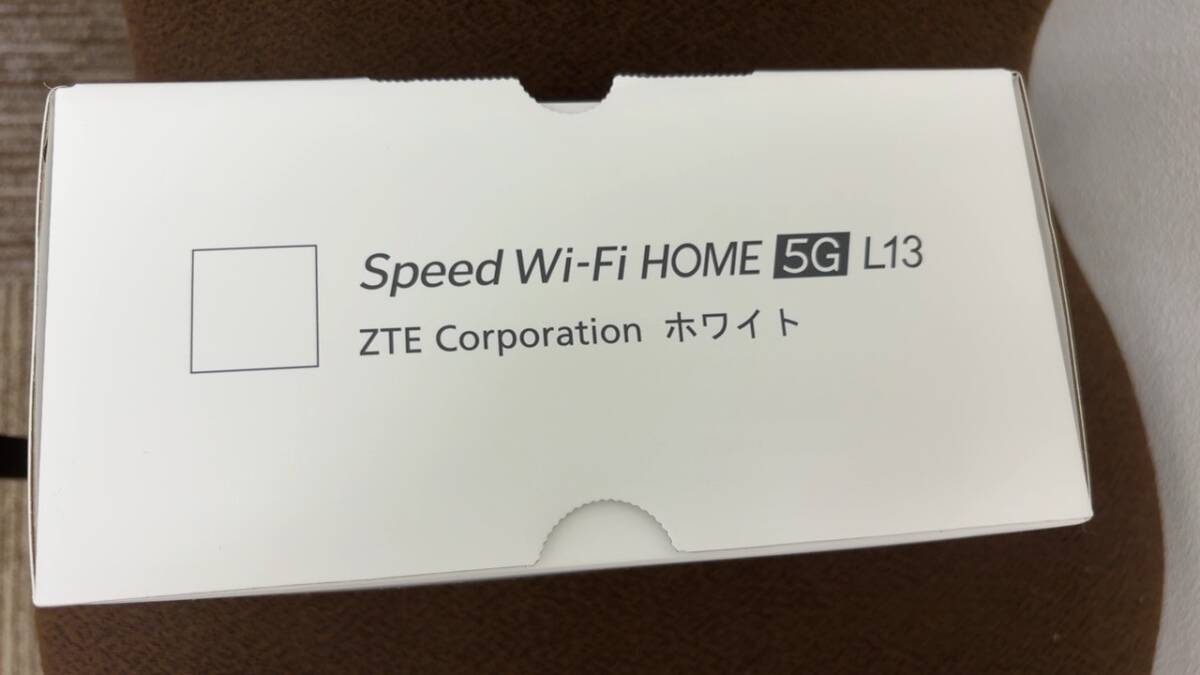 Speed Wi-Fi HOME 5G L13
ZTE Corporation ホワイト